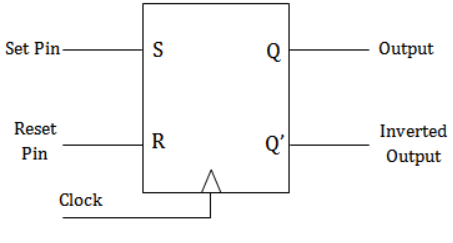 Set Pin
S
Q
Output
Reset
Pin
R
Q’
Inverted
Output
Clock